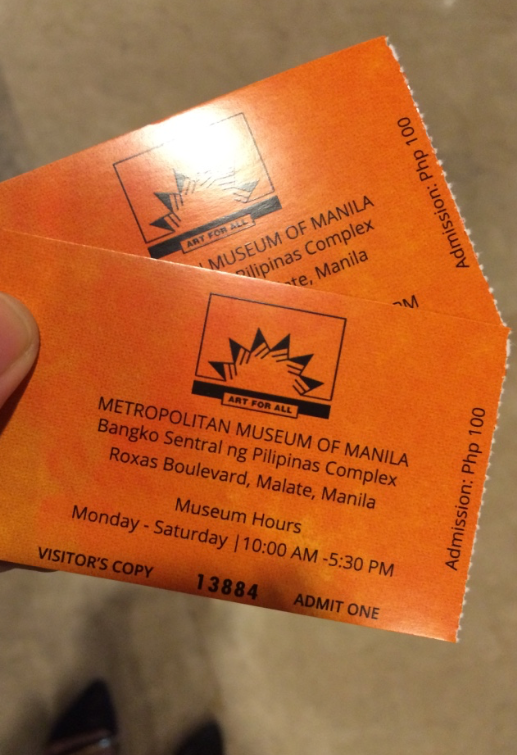 ART FOR ALL
MUSEUM OF MANILA
Pilipinas Complex
Manila
Admission: Php 100
ART FOR ALL
METROPOLITAN MUSEUM OF MANILA
Bangko Sentral ng Pilipinas Complex
Roxas Boulevard, Malate, Manila
Museum Hours
Monday - Saturday |10:00 AM -5:30 PM
VISITOR'S COPY
13884
ADMIT ONE
Admission: Php 100